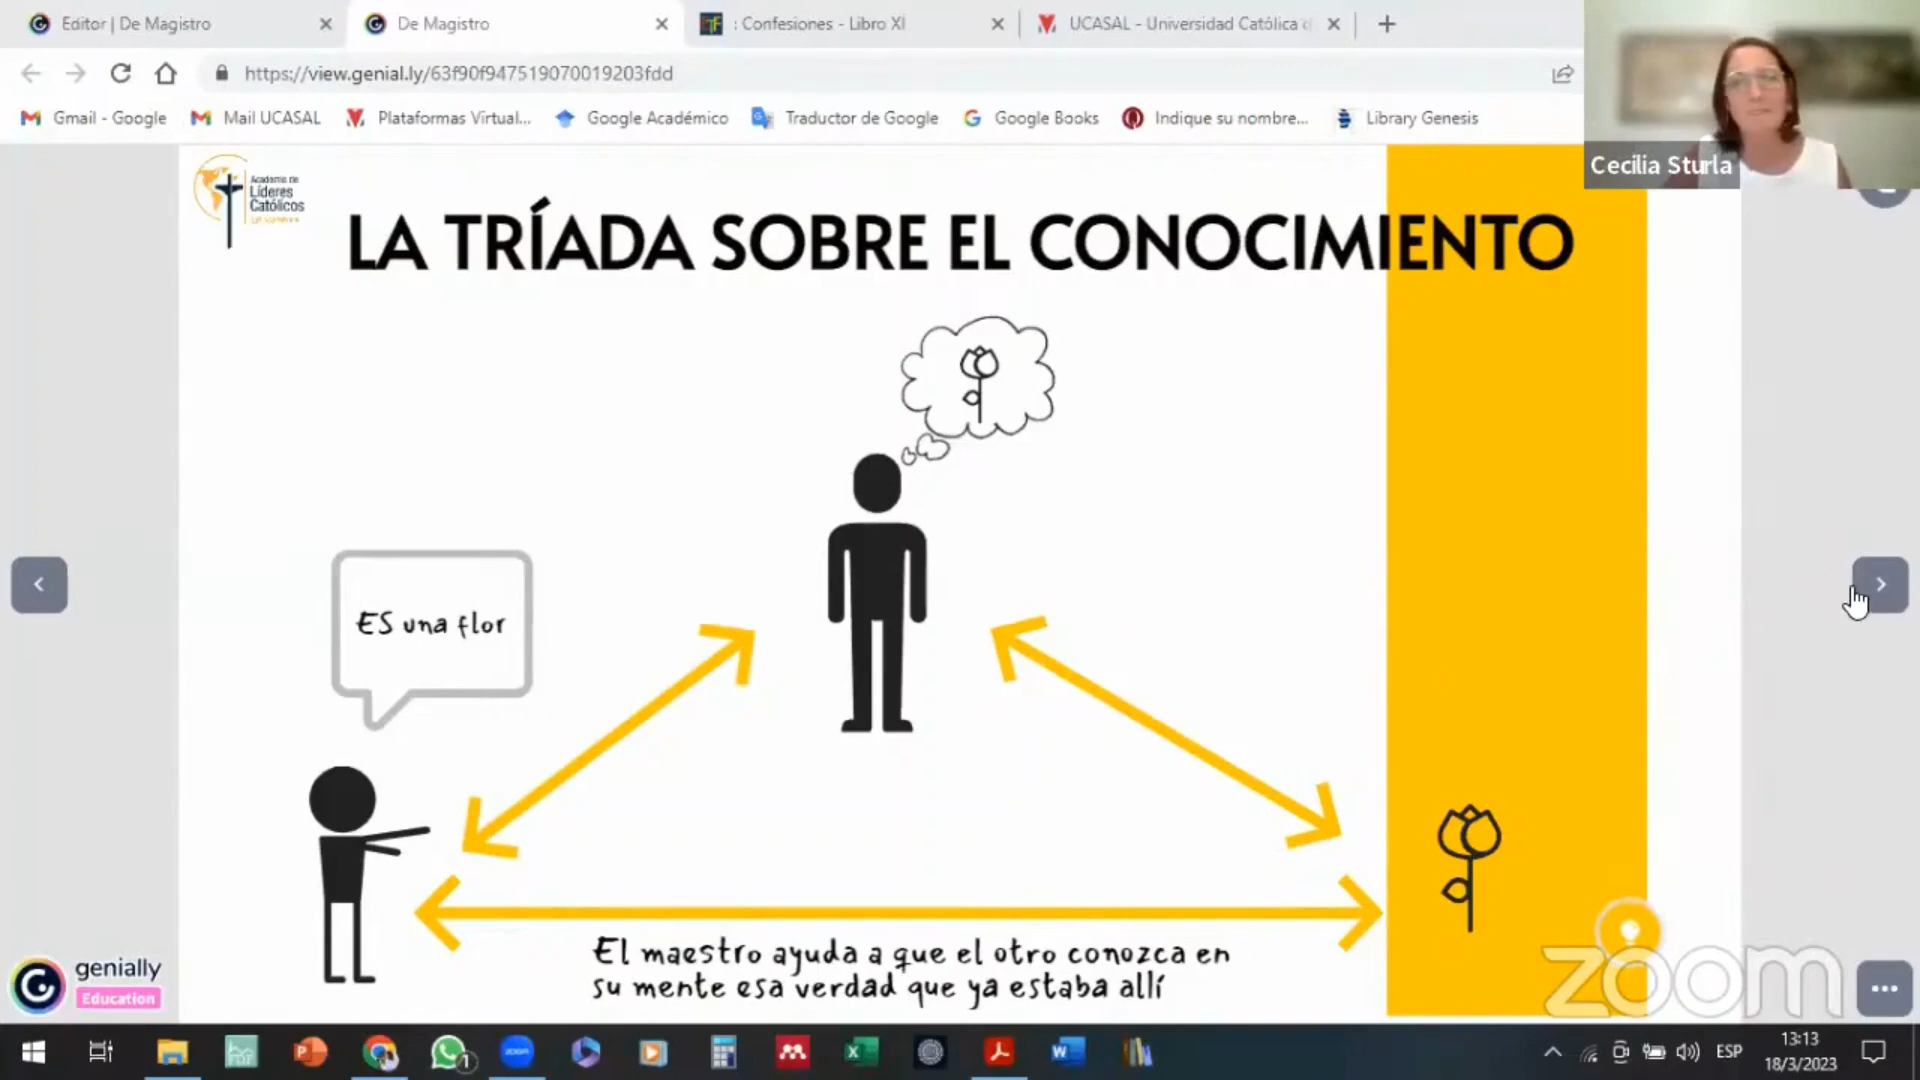 Editor | De Magistro
De Magistro
: Confesiones - Libro XI
UCASAL - Universidad Católica d
https://view.genial.ly/63f90f947519070019203fdd
Gmail - Google
Mail UCASAL
Plataformas Virtual...
Google Académico
Traductor de Google
Google Books
Indique su nombre...
Library Genesis
Cecilia Sturla
Academia de
Líderes
Católicos
LA TRÍADA SOBRE EL CONOCIMIENTO
ES una flor
El maestro ayuda a que el otro conozca en
su mente esa verdad que ya estaba allí
genially
Education
zoom
ESP
13:13
18/3/2023